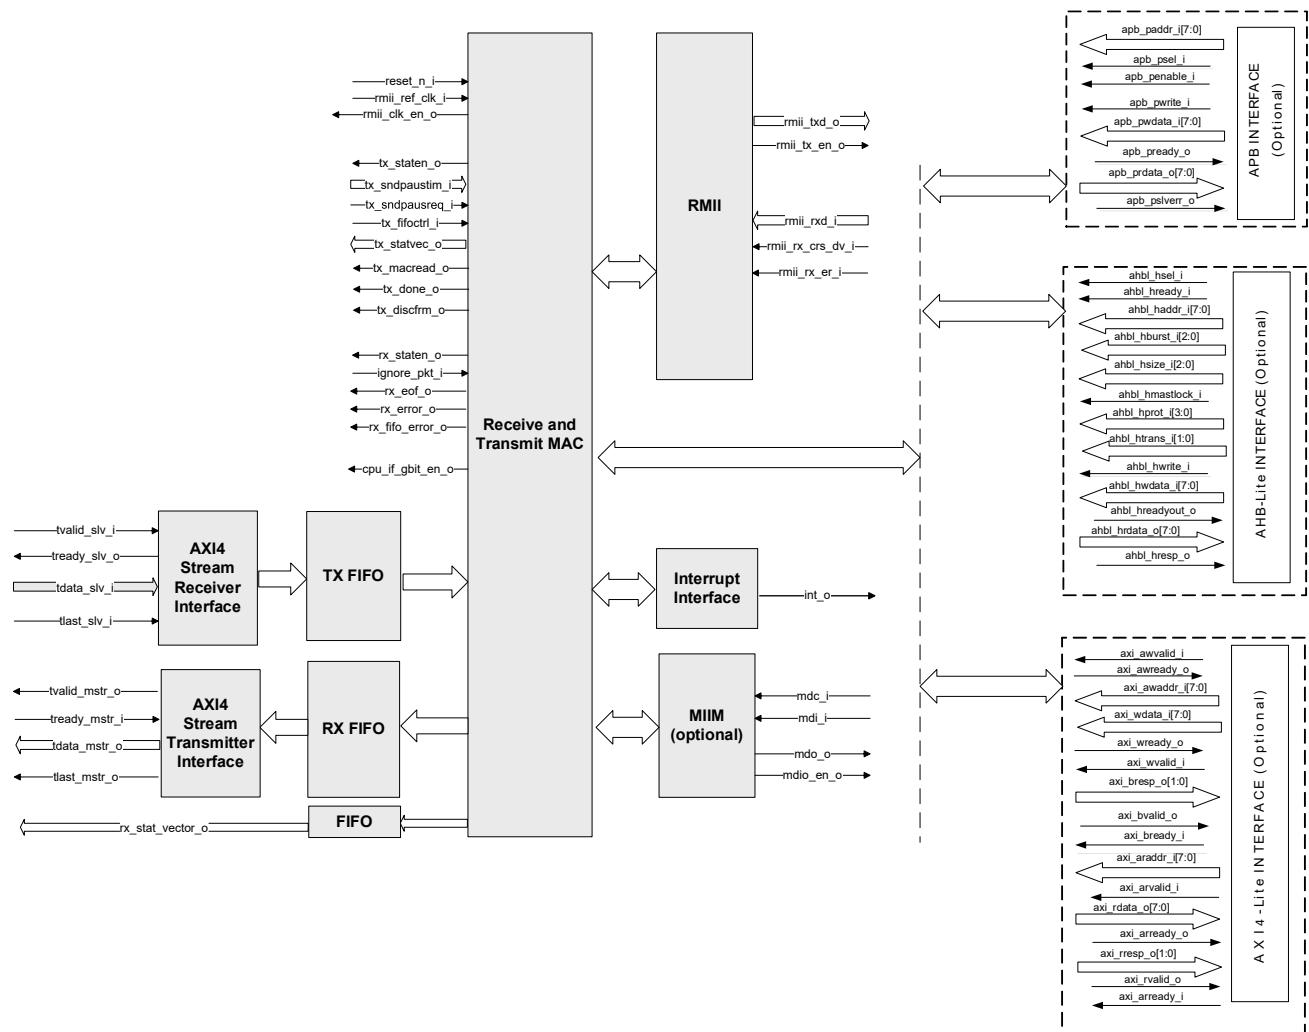 reset_n_i
rmii_ref_clk_i
rmii_clk_en_o
tx_staten_o
tx_sndpaustim_i
tx_sndpausreq_i
tx_fifoctrl_i
tx_statvec_o
tx_macread_o
tx_done_o
tx_discfrm_o
rx_staten_o
ignore_pkt_i
rx_eof_o
rx_error_o
rx_fifo_error_o
cpu_if_gbit_en_o
Receive and
Transmit MAC
RMII
rmii_txd_o
rmii_tx_en_o
rmii_rxd_i
rmii_rx_crs_dv_i
rmii_rx_er_i
tvalid_slv_i
tready_slv_o
tdata_slv_i
tlast_slv_i
AXI4
Stream
Receiver
Interface
TX FIFO
Interrupt
Interface
int_o
tvalid_mstr_o
tready_mstr_i
tdata_mstr_o
tlast_mstr_o
AXI4
Stream
Transmitter
Interface
RX FIFO
MIIM
(optional)
mdc_i
mdi_i
mdo_o
mdio_en_o
rx_stat_vector_o
FIFO
apb_paddr_i[7:0]
apb_psel_i
apb_penable_i
apb_pwrite_i
apb_pwdata_i[7:0]
apb_pready_o
apb_prdata_o[7:0]
apb_pslverr_o
APB INTERFACE
(Optional)
ahbl_hsel_i
ahbl_hready_i
ahbl_haddr_i[7:0]
ahbl_hburst_i[2:0]
ahbl_hsize_i[2:0]
ahbl_hmastlock_i
ahbl_hprot_i[3:0]
ahbl_htrans_i[1:0]
ahbl_hwrite_i
ahbl_hwdata_i[7:0]
ahbl_hreadyout_o
ahbl_hrdata_o[7:0]
ahbl_hresp_o
AHB-Lite INTERFACE (Optional)
axi_awvalid_i
axi_awready_o
axi_awaddr_i[7:0]
axi_wdata_i[7:0]
axi_wready_o
axi_wvalid_i
axi_bresp_o[1:0]
axi_bvalid_o
axi_bready_i
axi_araddr_i[7:0]
axi_arvalid_i
axi_rdata_o[7:0]
axi_arready_o
axi_rresp_o[1:0]
axi_rvalid_o
axi_arready_i
AXI4-Lite INTERFACE (Optional)